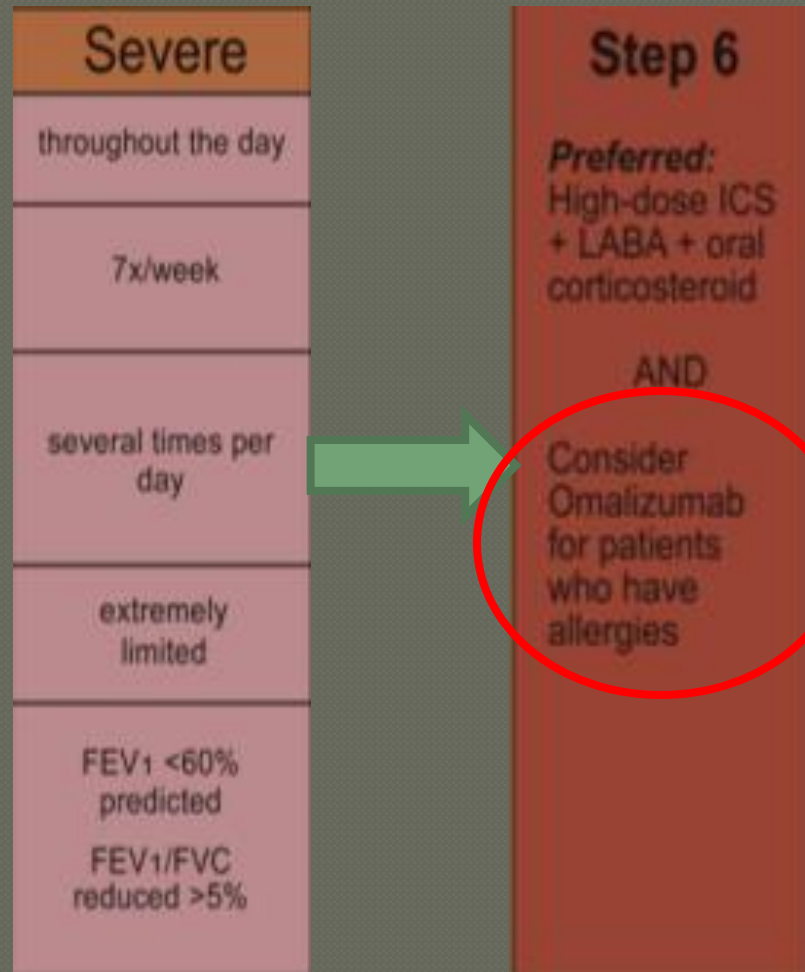 Severe
throughout the day
7x/week
several times per
day
extremely
limited
FEV1 <60%
predicted
FEV1/FVC
reduced >5%
Step 6
Preferred:
High-dose ICS
+ LABA + oral
corticosteroid
AND
Consider
Omalizumab
for patients
who have
allergies